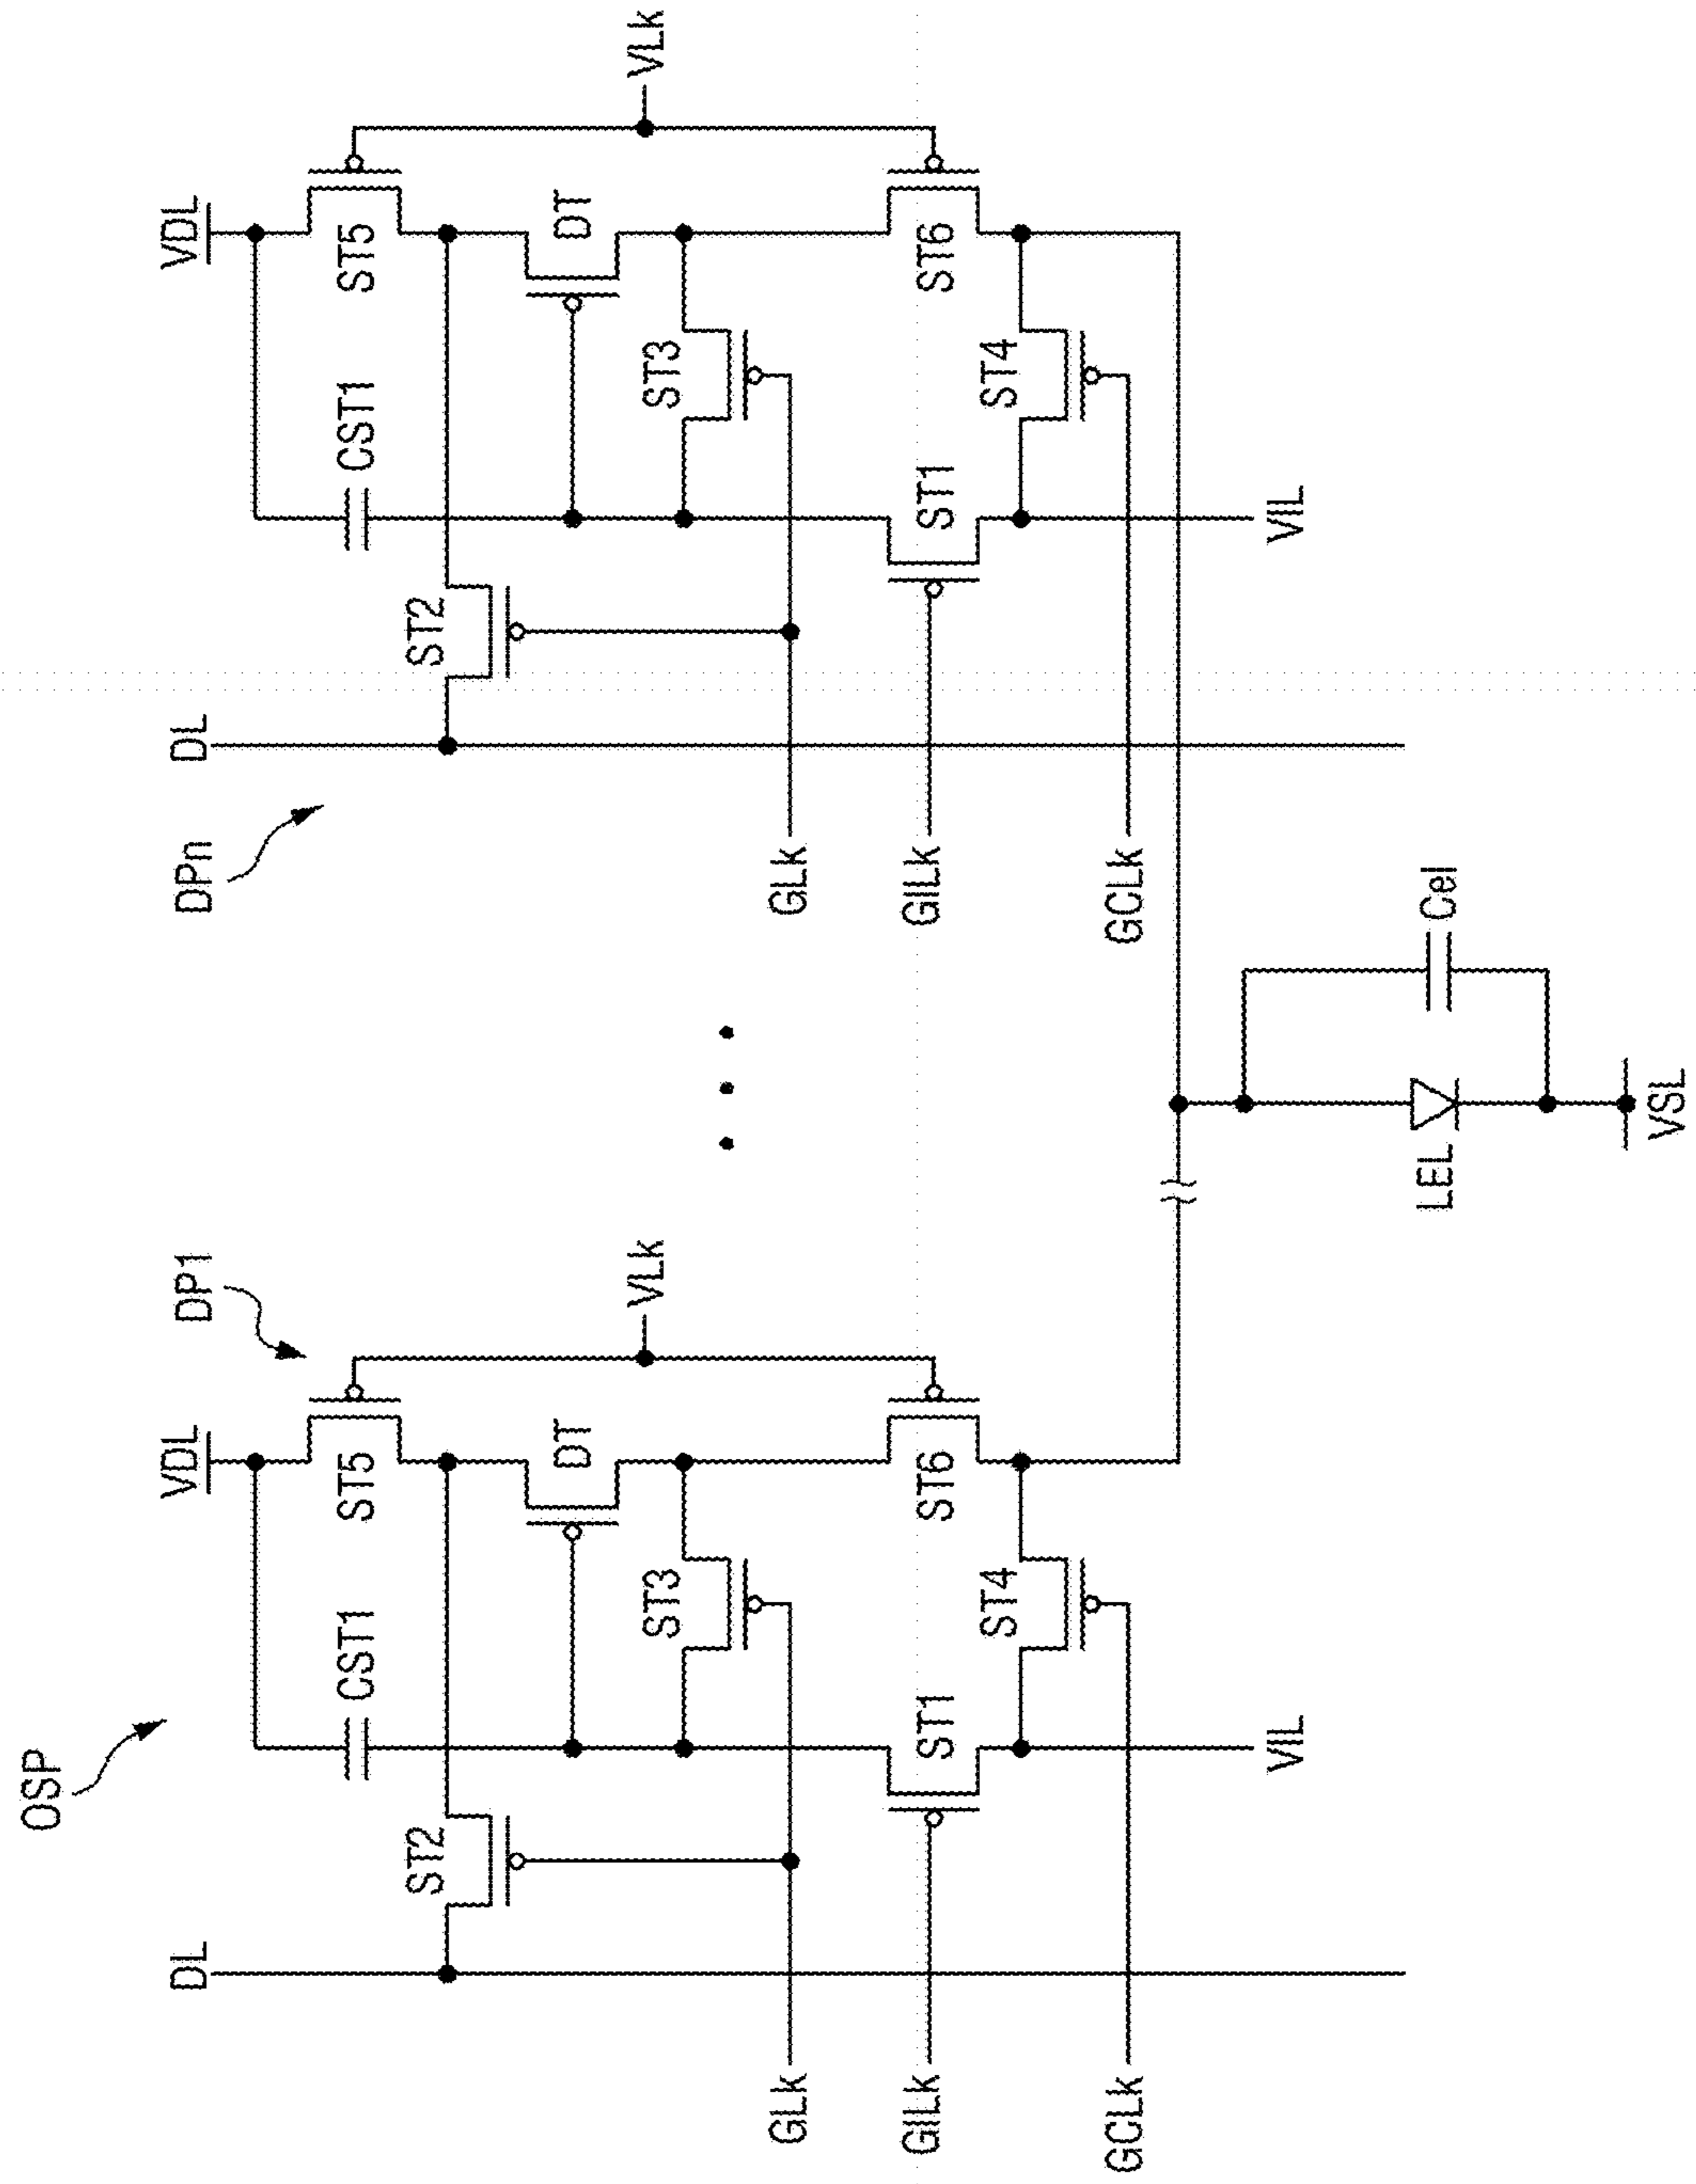 OSP
DP1
DPn
DL
VDL
DL
VDL
ST2
CST1
ST5
ST2
CST1
ST5
DT
DT
ST3
VLk
ST3
VLk
GLk
GLk
GILk
ST1
ST6
GILk
ST1
ST6
ST4
ST4
GCLk
GCLk
VIL
VIL
LEL
Cel
VSL